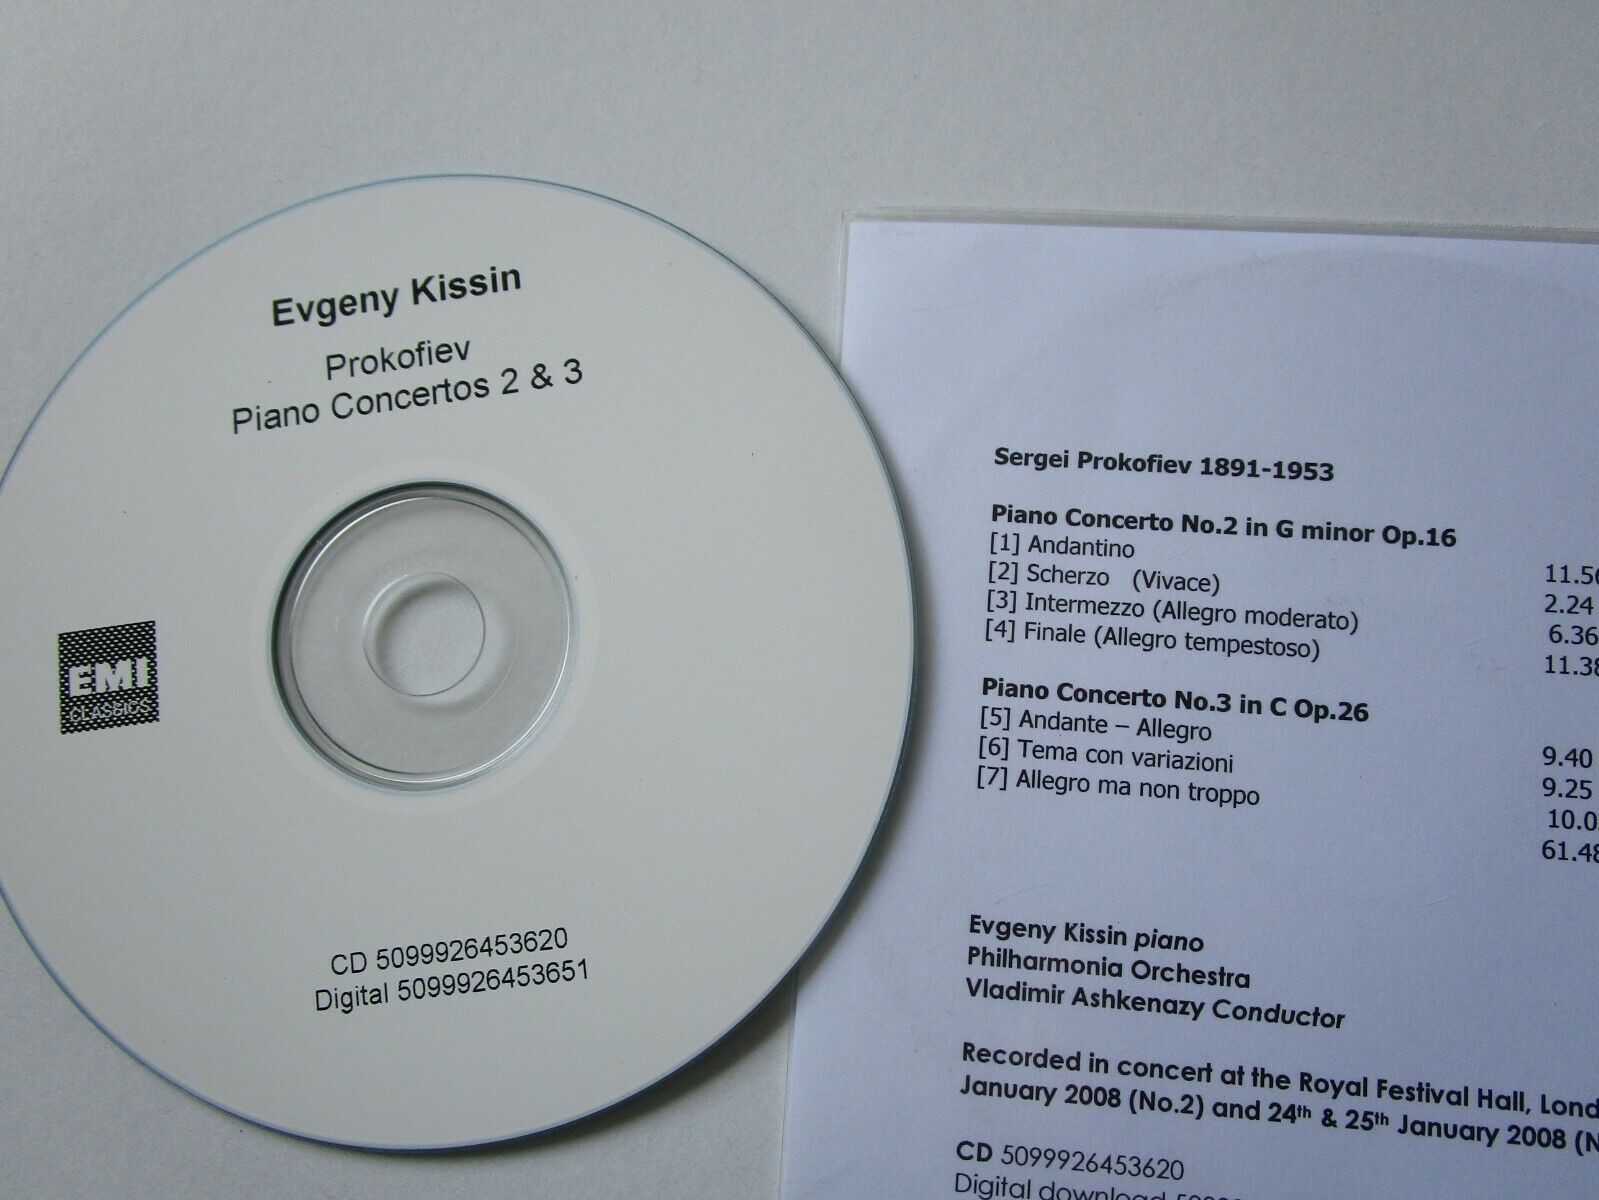 Evgeny Kissin
Prokofiev
Piano Concertos 2 & 3
EMI
CLASSICS
CD 5099926453620
Digital 5099926453651
Sergei Prokofiev 1891-1953
Piano Concerto No.2 in G minor Op.16
[1] Andantino 11.56
[2] Scherzo (Vivace) 2.24
[3] Intermezzo (Allegro moderato) 6.36
[4] Finale (Allegro tempestoso) 11.38
Piano Concerto No.3 in C Op.26
[5] Andante – Allegro 9.40
[6] Tema con variazioni 9.25
[7] Allegro ma non troppo 10.0
61.48
Evgeny Kissin piano
Philharmonia Orchestra
Vladimir Ashkenazy Conductor
Recorded in concert at the Royal Festival Hall, Lond
January 2008 (No.2) and 24th & 25th January 2008 (N
CD 5099926453620
Digital download